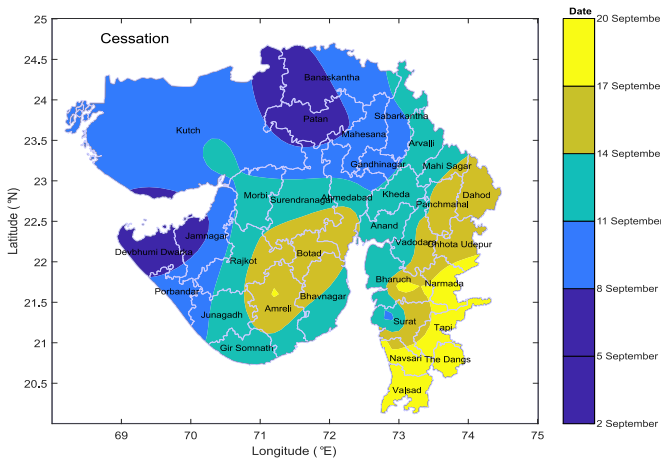 Cessation
Date
25
24.5
24
23.5
23
22.5
22
21.5
21
20.5
69
70
71
72
73
74
75
Latitude (°N)
Longitude (°E)
20 September
17 September
14 September
11 September
8 September
5 September
2 September
Banaskantha
Patan
Sabarkantha
Kutch
Mahesana
Arvalli
Gandhinagar
Mahi Sagar
Morbi
Surendranagar
Ahmedabad
Kheda
Dahod
Panchmahal
Anand
Jamnagar
Vadodara
Chhota Udepur
Devbhumi Dwarka
Rajkot
Botad
Bharuch
Narmada
Porbandar
Bhavnagar
Amreli
Junagadh
Surat
Tapi
Gir Somnath
Navsari
The Dangs
Valsad